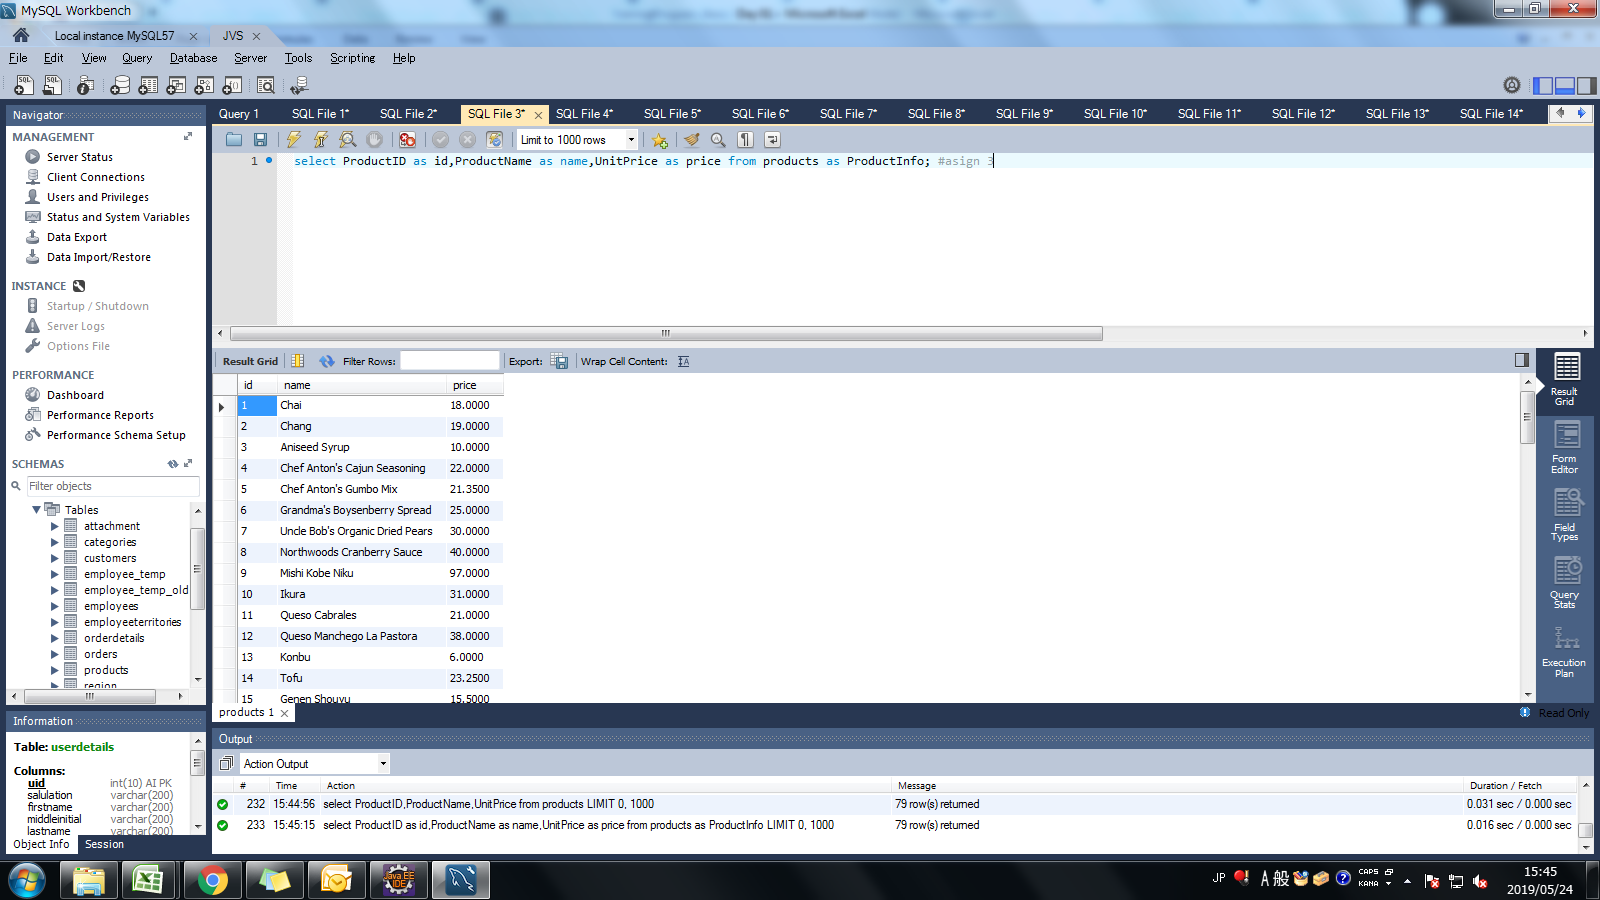 MySQL Workbench
Local instance MySQL57
JVS
File Edit View Query Database Server Tools Scripting Help
Navigator
MANAGEMENT
Server Status
Client Connections
Users and Privileges
Status and System Variables
Data Export
Data Import/Restore
INSTANCE
Startup / Shutdown
Server Logs
Options File
PERFORMANCE
Dashboard
Performance Reports
Performance Schema Setup
SCHEMAS
Filter objects
Tables
attachment
categories
customers
employee_temp
employee_temp_old
employees
employeeterritories
orderdetails
orders
products
region
Information
Table: userdetails
Columns:
uid int(10) AI PK
salulation varchar(200)
firstname varchar(200)
middleinitial varchar(200)
lastname varchar(200)
Object Info Session
Query 1 SQL File 1* SQL File 2* SQL File 3* SQL File 4* SQL File 5* SQL File 6* SQL File 7* SQL File 8* SQL File 9* SQL File 10* SQL File 11* SQL File 12* SQL File 13* SQL File 14*
Limit to 1000 rows
1 select ProductID as id,ProductName as name,UnitPrice as price from products as ProductInfo; #asign 3
Result Grid Filter Rows: Export: Wrap Cell Content:
id name price
1 Chai 18.0000
2 Chang 19.0000
3 Aniseed Syrup 10.0000
4 Chef Anton's Cajun Seasoning 22.0000
5 Chef Anton's Gumbo Mix 21.3500
6 Grandma's Boysenberry Spread 25.0000
7 Uncle Bob's Organic Dried Pears 30.0000
8 Northwoods Cranberry Sauce 40.0000
9 Mishi Kobe Niku 97.0000
10 Ikura 31.0000
11 Queso Cabrales 21.0000
12 Queso Manchego La Pastora 38.0000
13 Konbu 6.0000
14 Tofu 23.2500
15 Genen Shouyu 15.5000
Result
Grid
Form
Editor
Field
Types
Query
Stats
Execution
Plan
products 1
Read Only
Output
Action Output
# Time Action Message Duration / Fetch
232 15:44:56 select ProductID,ProductName,UnitPrice from products LIMIT 0, 1000 79 row(s) returned 0.031 sec / 0.000 sec
233 15:45:15 select ProductID as id,ProductName as name,UnitPrice as price from products as ProductInfo LIMIT 0, 1000 79 row(s) returned 0.016 sec / 0.000 sec
Java EE
IDE
JP
A 般
CAPS
KANA
15:45
2019/05/24